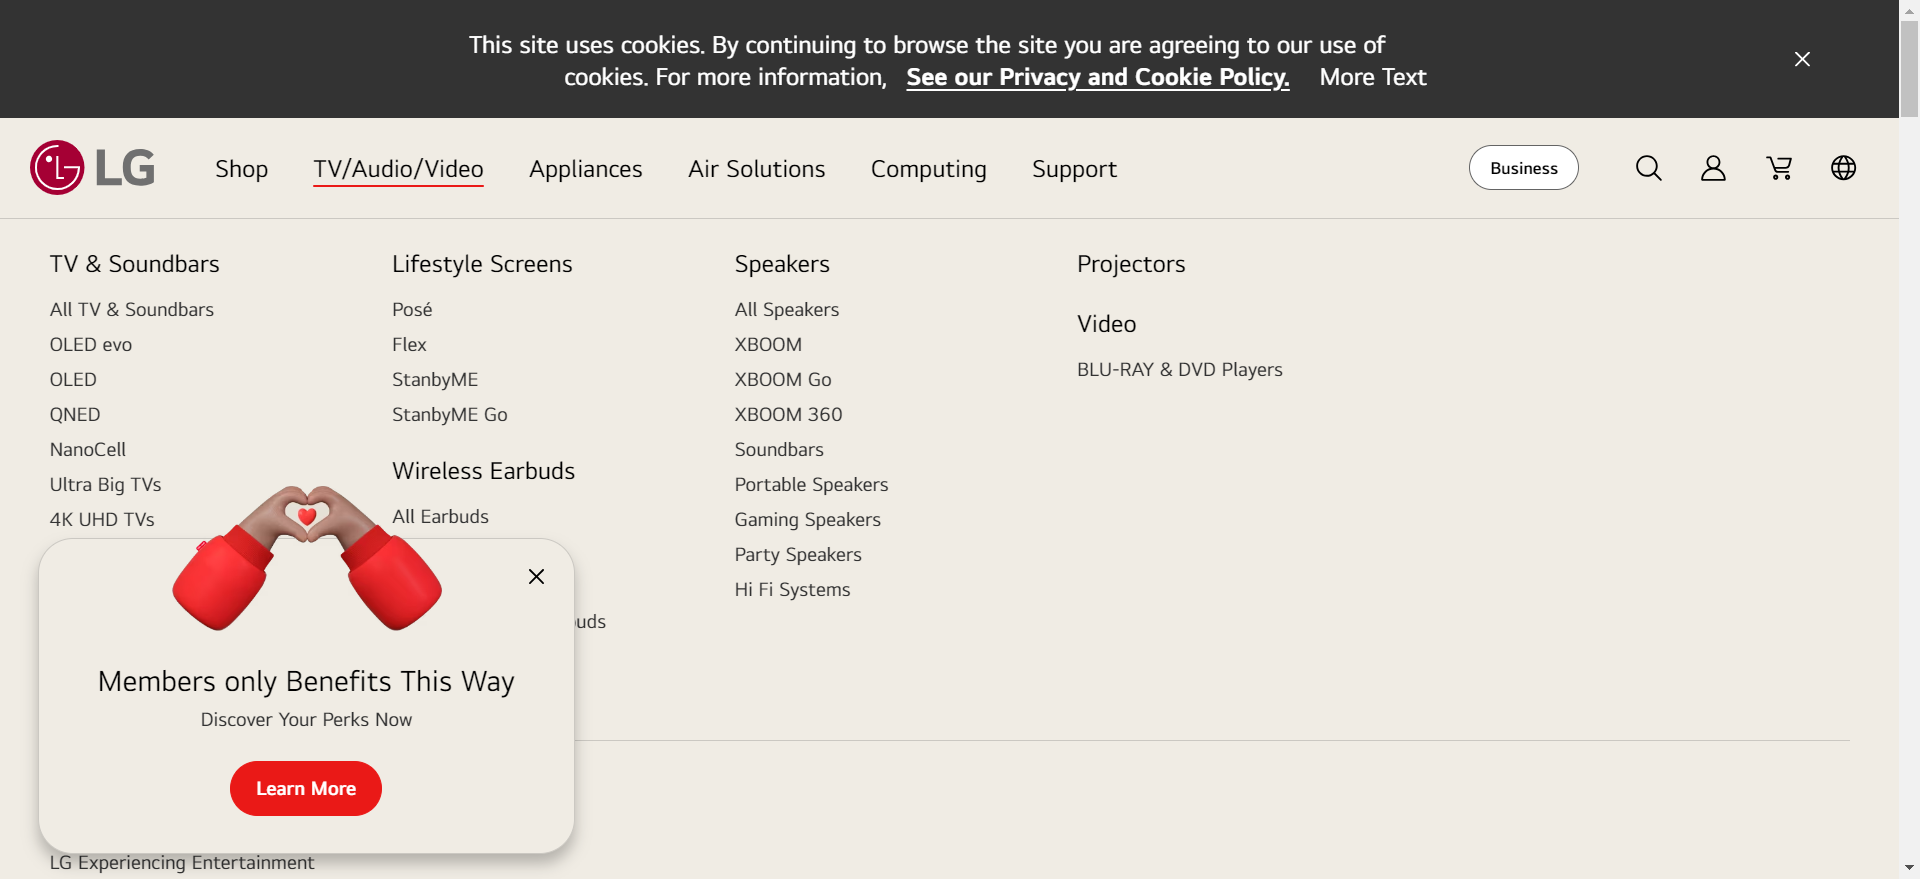 This site uses cookies. By continuing to browse the site you are agreeing to our use of
cookies. For more information, See our Privacy and Cookie Policy. More Text
LG Shop TV/Audio/Video Appliances Air Solutions Computing Support Business
TV & Soundbars
All TV & Soundbars
OLED evo
OLED
QNED
NanoCell
Ultra Big TVs
4K UHD TVs
Lifestyle Screens
Posé
Flex
StanbyME
StanbyME Go
Wireless Earbuds
All Earbuds
Speakers
All Speakers
XBOOM
XBOOM Go
XBOOM 360
Soundbars
Portable Speakers
Gaming Speakers
Party Speakers
Hi Fi Systems
Projectors
Video
BLU-RAY & DVD Players
Members only Benefits This Way
Discover Your Perks Now
Learn More
LG Experiencing Entertainment